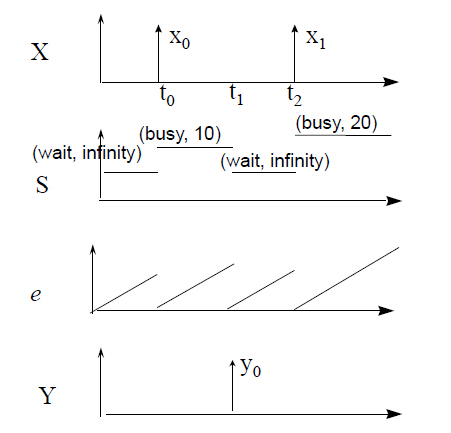 X
x0
x1
t0
t1
t2
(busy, 20)
(busy, 10)
(wait, infinity)
(wait, infinity)
S
e
Y
y0